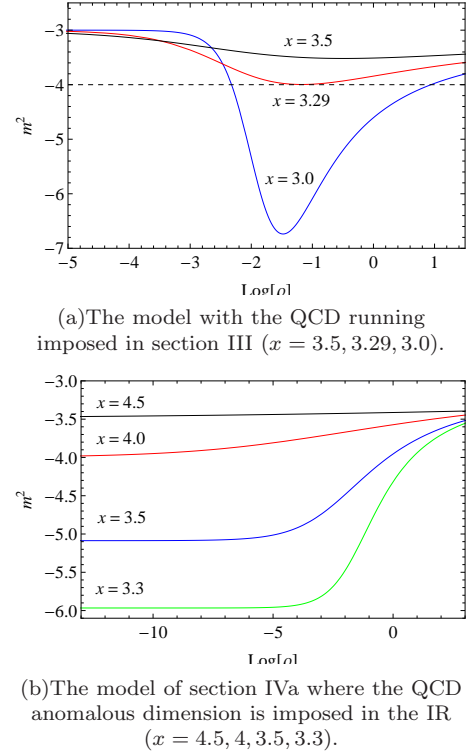 −3
−4
−5
−6
−7
m²
x = 3.5
x = 3.29
x = 3.0
−5 −4 −3 −2 −1 0 1
(a)The model with the QCD running
imposed in section III (x = 3.5, 3.29, 3.0).
−3.0
−3.5
−4.0
−4.5
−5.0
−5.5
−6.0
m²
x = 4.5
x = 4.0
x = 3.5
x = 3.3
−10 −5 0
(b)The model of section IVa where the QCD
anomalous dimension is imposed in the IR
(x = 4.5, 4, 3.5, 3.3).